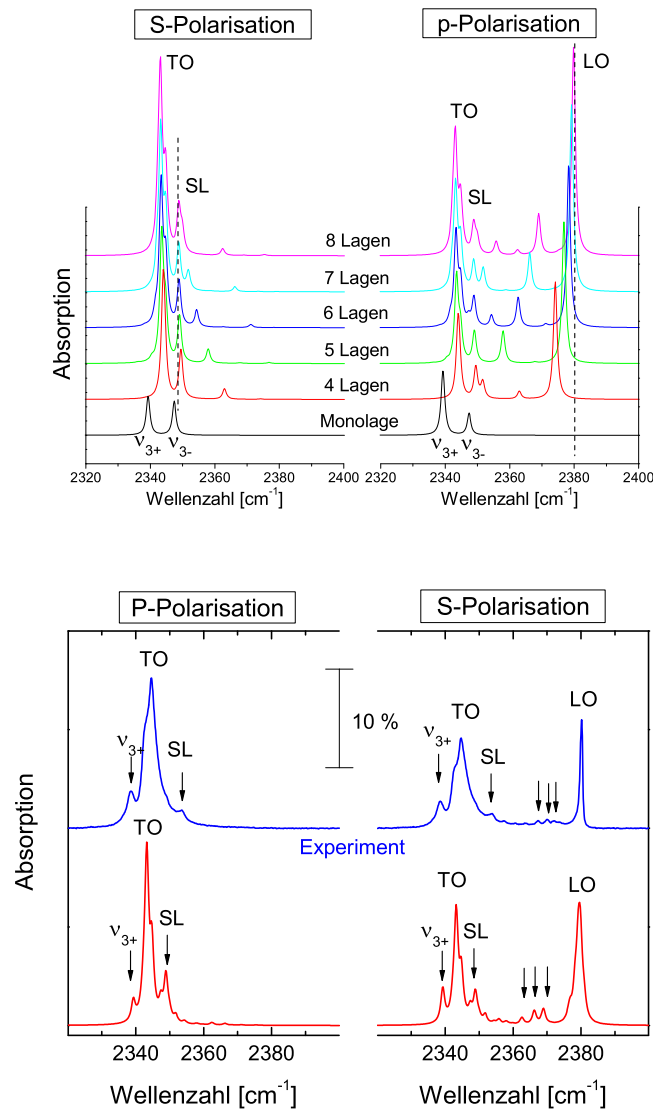 S-Polarisation
p-Polarisation
TO
LO
TO
SL
SL
8 Lagen
7 Lagen
6 Lagen
5 Lagen
4 Lagen
Monolage
Absorption
ν3+ ν3-
ν3+ ν3-
2320 2340 2360 2380 2400
2320 2340 2360 2380 2400
Wellenzahl [cm-1]
Wellenzahl [cm-1]
P-Polarisation
S-Polarisation
TO
10 %
TO
LO
ν3+
SL
ν3+
SL
Experiment
TO
TO
LO
ν3+
SL
ν3+
SL
Absorption
2340 2360 2380
2340 2360 2380
Wellenzahl [cm-1]
Wellenzahl [cm-1]